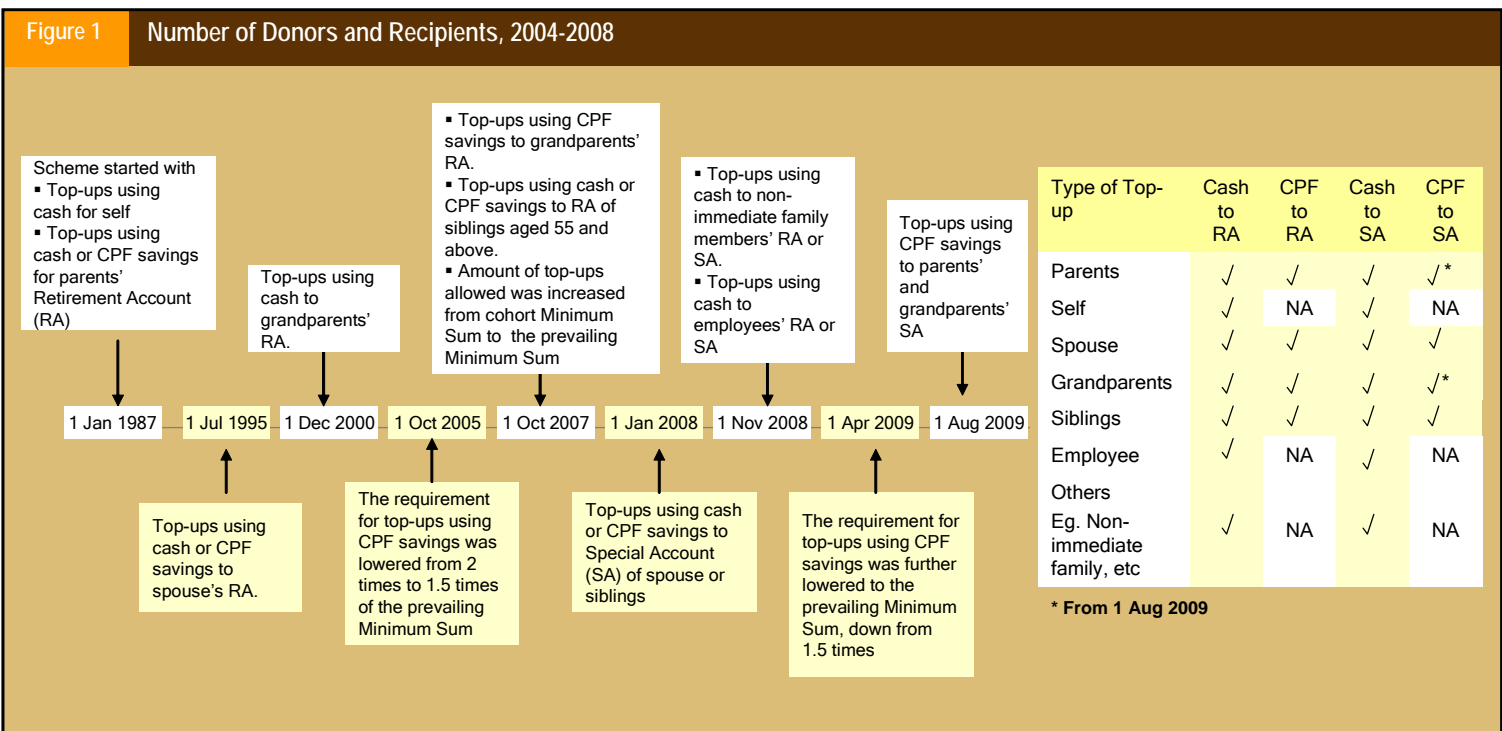 Figure 1
Number of Donors and Recipients, 2004-2008
Scheme started with
▪ Top-ups using
cash for self
▪ Top-ups using
cash or CPF savings
for parents'
Retirement Account
(RA)
Top-ups using
cash to
grandparents'
RA.
▪ Top-ups using CPF
savings to grandparents'
RA.
▪ Top-ups using cash or
CPF savings to RA of
siblings aged 55 and
above.
▪ Amount of top-ups
allowed was increased
from cohort Minimum
Sum to the prevailing
Minimum Sum
▪ Top-ups using
cash to non-
immediate family
members' RA or
SA.
▪ Top-ups using
cash to
employees' RA or
SA
Top-ups using
CPF savings
to parents'
and
grandparents'
SA
1 Jan 1987 1 Jul 1995 1 Dec 2000 1 Oct 2005 1 Oct 2007 1 Jan 2008 1 Nov 2008 1 Apr 2009 1 Aug 2009
Top-ups using
cash or CPF
savings to
spouse's RA.
The requirement
for top-ups using
CPF savings was
lowered from 2
times to 1.5 times
of the prevailing
Minimum Sum
Top-ups using cash
or CPF savings to
Special Account
(SA) of spouse or
siblings
The requirement for
top-ups using CPF
savings was further
lowered to the
prevailing Minimum
Sum, down from
1.5 times
Type of Top- Cash CPF Cash CPF
up to to to to
RA RA SA SA
Parents √ √ √ √*
Self √ NA √ NA
Spouse √ √ √ √
Grandparents √ √ √ √*
Siblings √ √ √ √
Employee √ NA √ NA
Others
Eg. Non- √ NA √ NA
immediate
family, etc
* From 1 Aug 2009